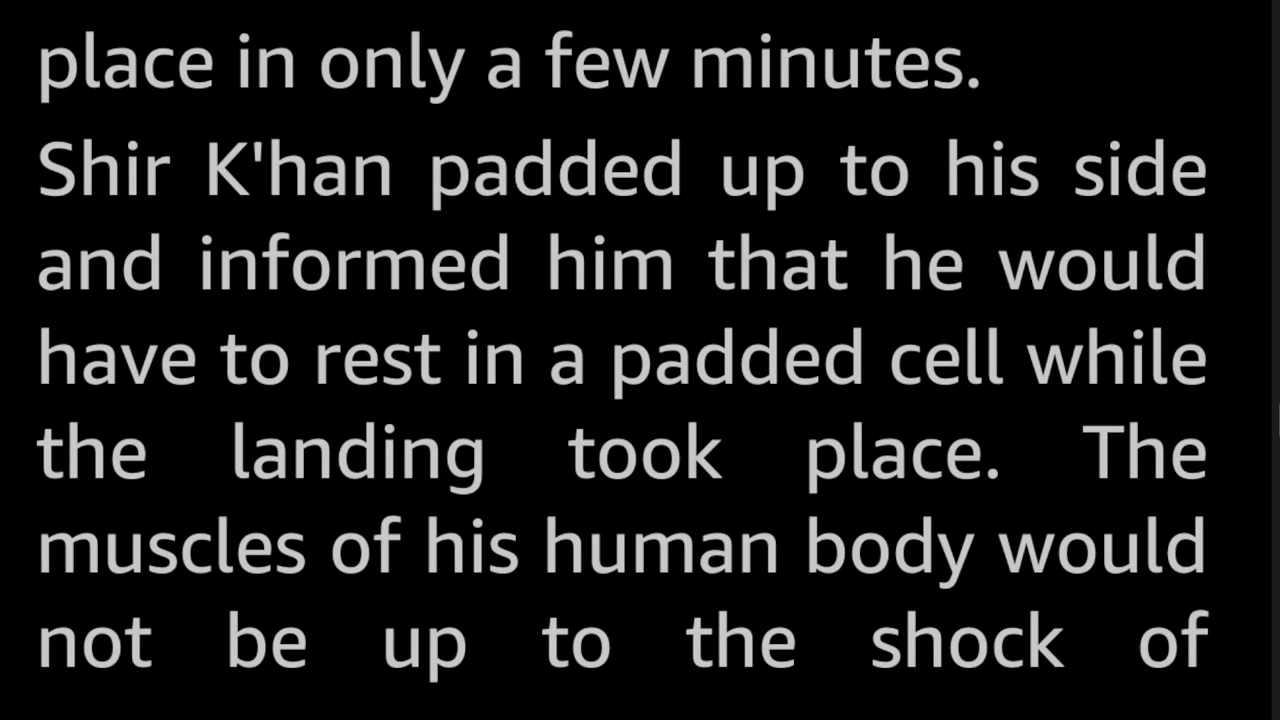 place in only a few minutes.
Shir K'han padded up to his side
and informed him that he would
have to rest in a padded cell while
the landing took place. The
muscles of his human body would
not be up to the shock of